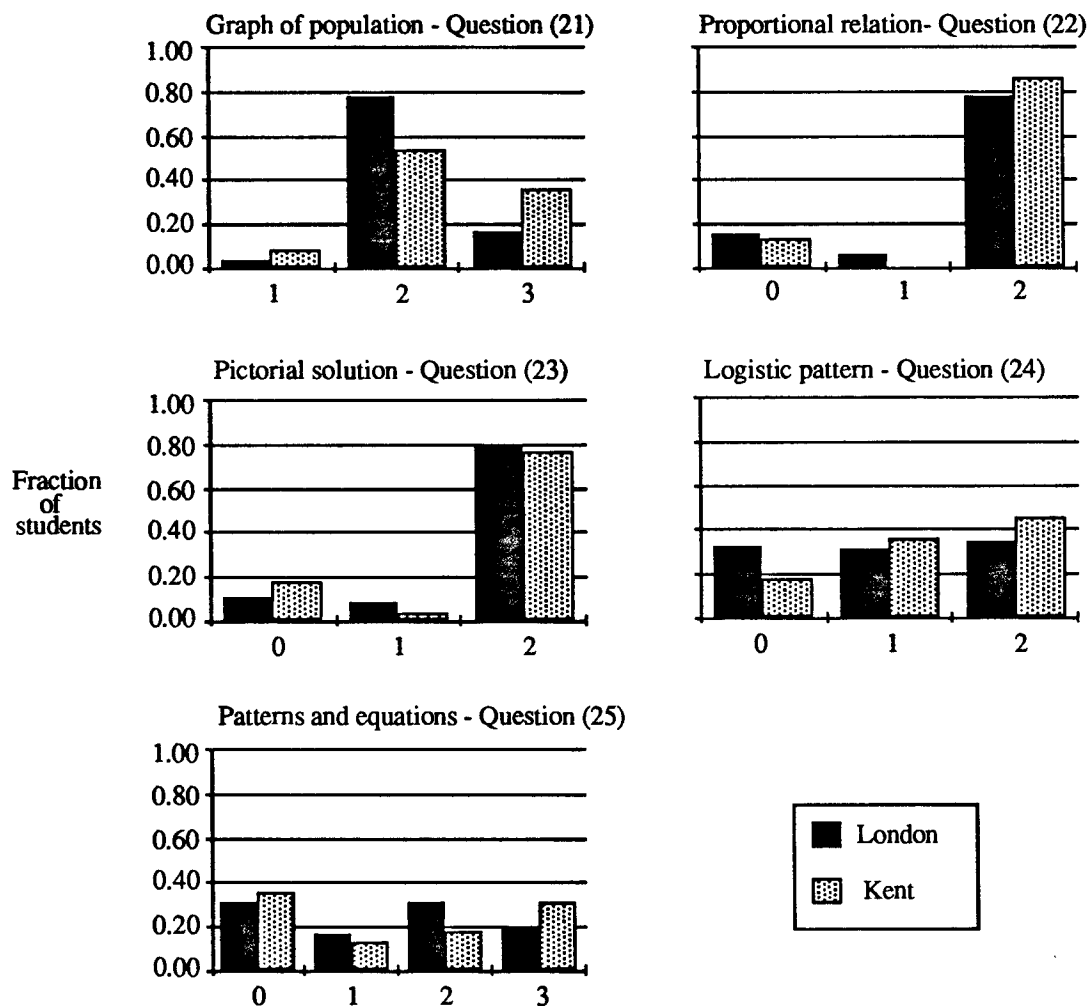 Graph of population - Question (21)
1.00
0.80
0.60
0.40
0.20
0.00
1 2 3
Proportional relation- Question (22)
0 1 2
Pictorial solution - Question (23)
1.00
0.80
0.60
0.40
0.20
0.00
0 1 2
Logistic pattern - Question (24)
0 1 2
Fraction
of
students
Patterns and equations - Question (25)
1.00
0.80
0.60
0.40
0.20
0.00
0 1 2 3
London
Kent